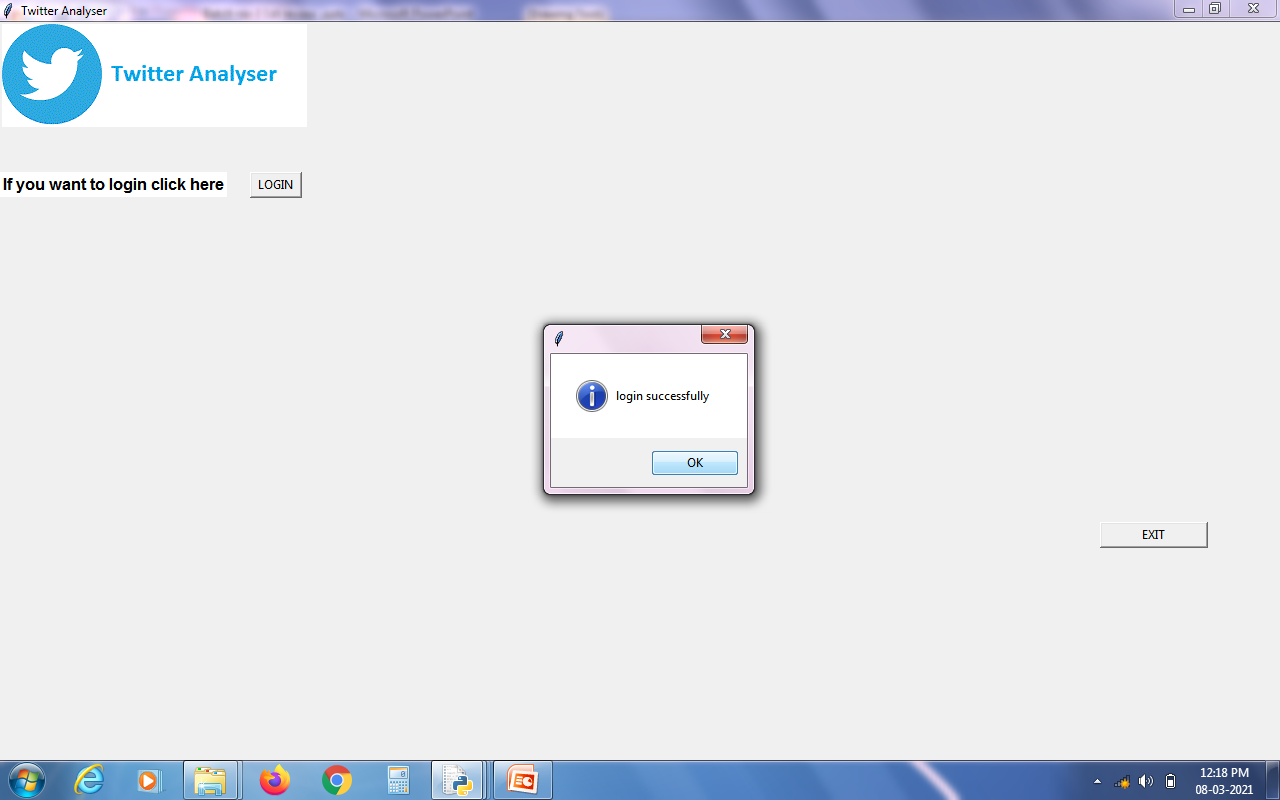 Twitter Analyser
Twitter Analyser
If you want to login click here
LOGIN
login successfully
OK
EXIT
12:18 PM
08-03-2021